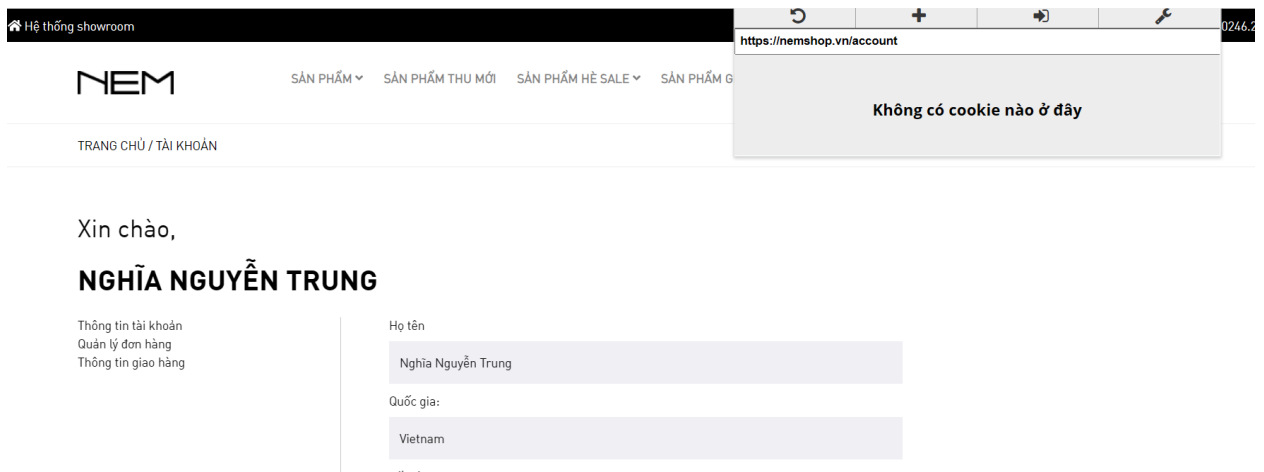 Hệ thống showroom
0246.2
https://nemshop.vn/account
NEM
SẢN PHẨM
SẢN PHẨM THU MỚI
SẢN PHẨM HÈ SALE
SẢN PHẨM G
Không có cookie nào ở đây
TRANG CHỦ / TÀI KHOẢN
Xin chào,
NGHĨA NGUYỄN TRUNG
Thông tin tài khoản
Quản lý đơn hàng
Thông tin giao hàng
Họ tên
Nghĩa Nguyễn Trung
Quốc gia:
Vietnam